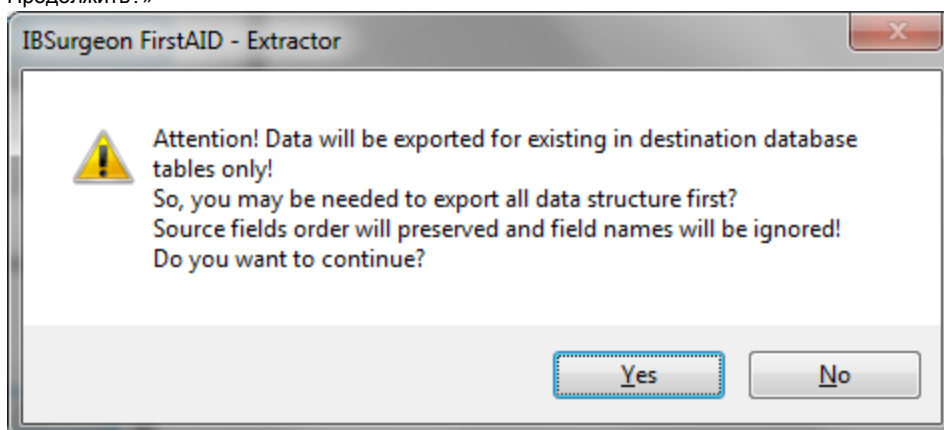 Продолжить?»
IBSurgeon FirstAID - Extractor
Attention! Data will be exported for existing in destination database
tables only!
So, you may be needed to export all data structure first?
Source fields order will preserved and field names will be ignored!
Do you want to continue?
Yes
No